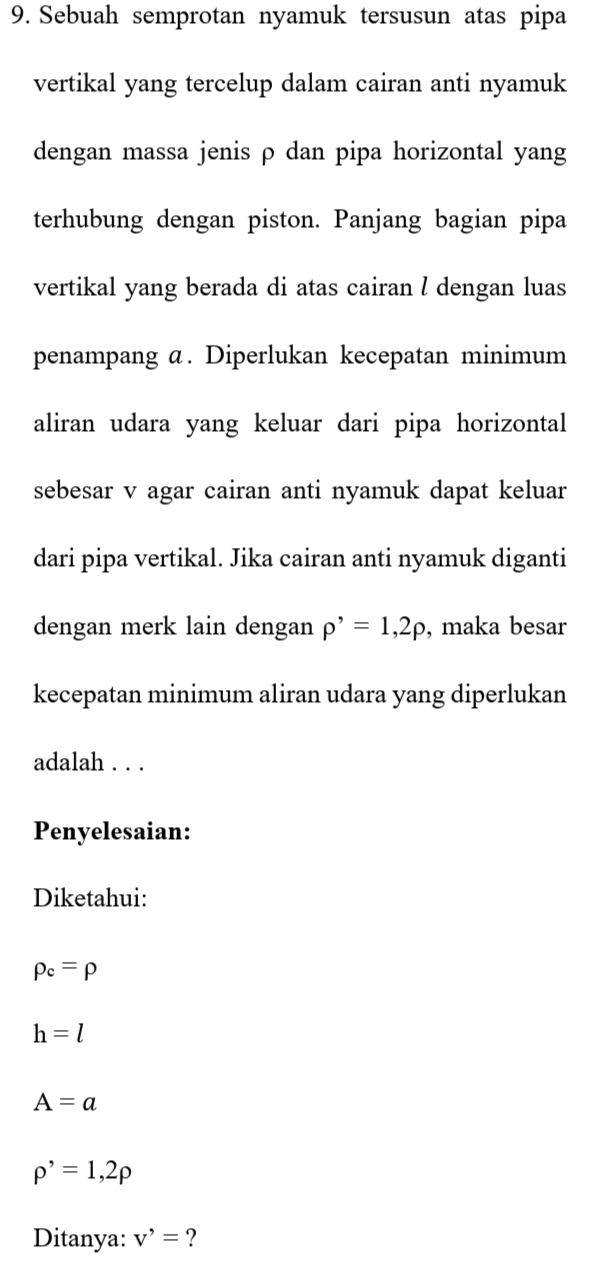 9. Sebuah semprotan nyamuk tersusun atas pipa
vertikal yang tercelup dalam cairan anti nyamuk
dengan massa jenis ρ dan pipa horizontal yang
terhubung dengan piston. Panjang bagian pipa
vertikal yang berada di atas cairan l dengan luas
penampang a. Diperlukan kecepatan minimum
aliran udara yang keluar dari pipa horizontal
sebesar v agar cairan anti nyamuk dapat keluar
dari pipa vertikal. Jika cairan anti nyamuk diganti
dengan merk lain dengan ρ’ = 1,2ρ, maka besar
kecepatan minimum aliran udara yang diperlukan
adalah . . .
Penyelesaian:
Diketahui:
ρc = ρ
h = l
A = a
ρ’ = 1,2ρ
Ditanya: v’ = ?